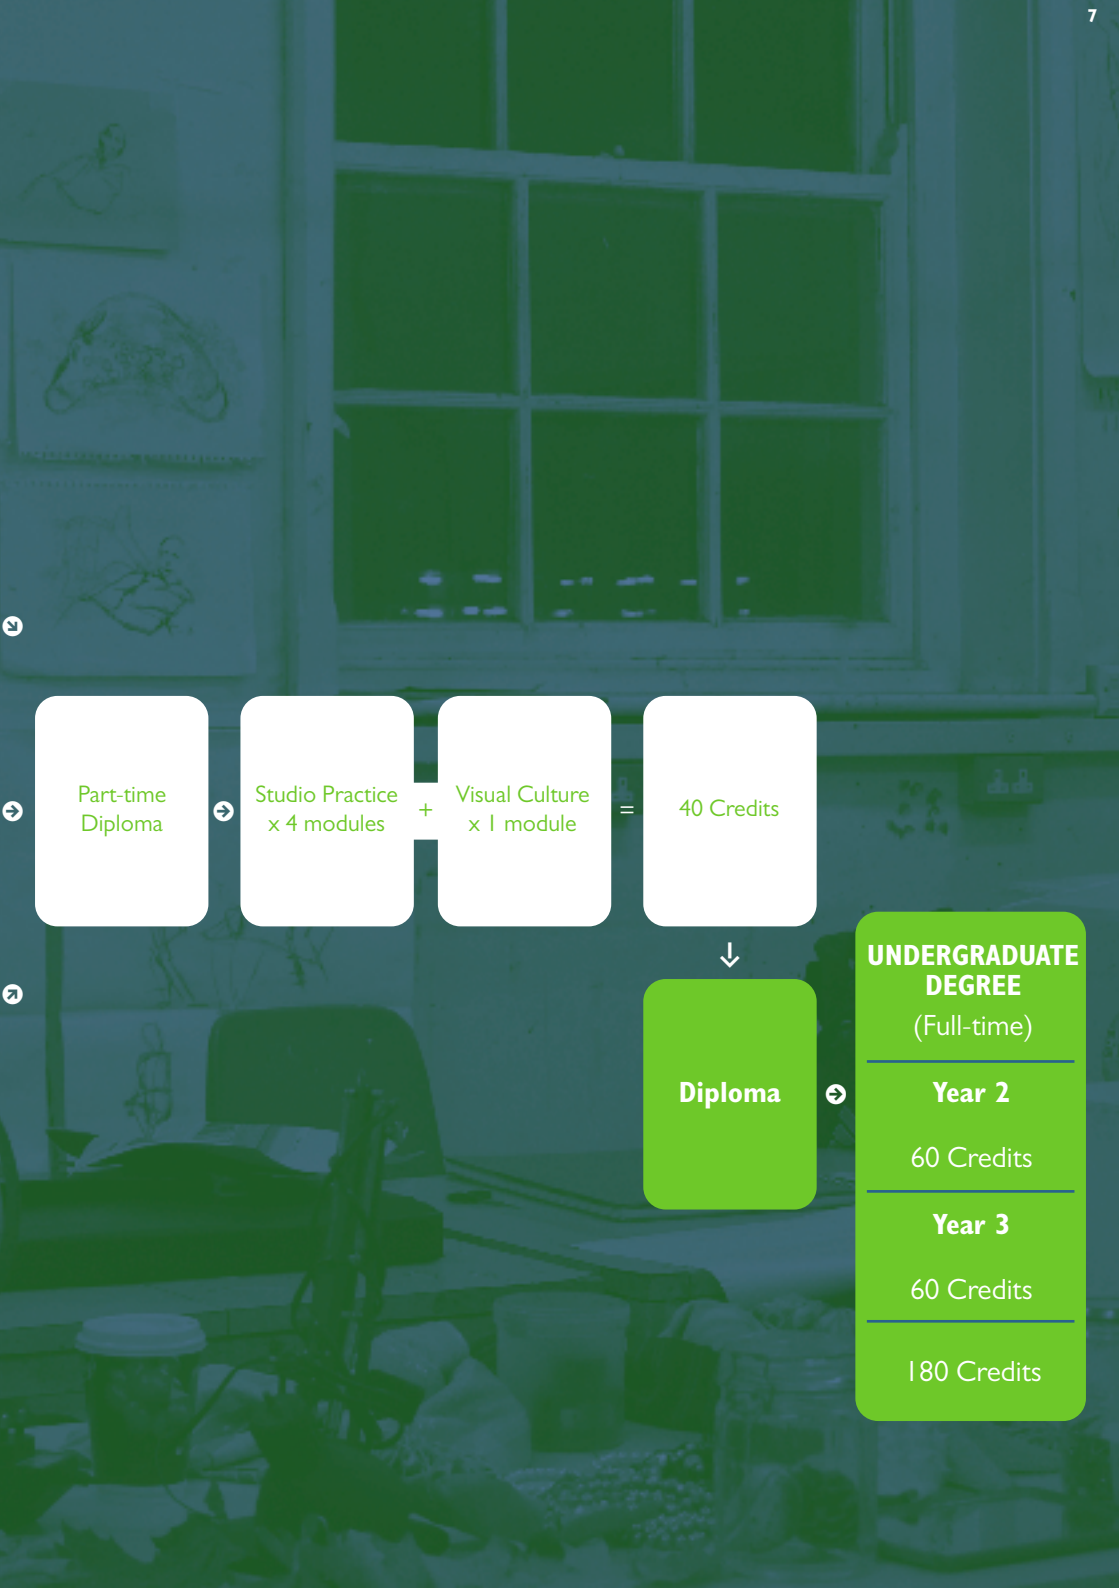 7
Part-time
Diploma
Studio Practice
x 4 modules
+
Visual Culture
x 1 module
=
40 Credits
Diploma
UNDERGRADUATE
DEGREE
(Full-time)
Year 2
60 Credits
Year 3
60 Credits
180 Credits